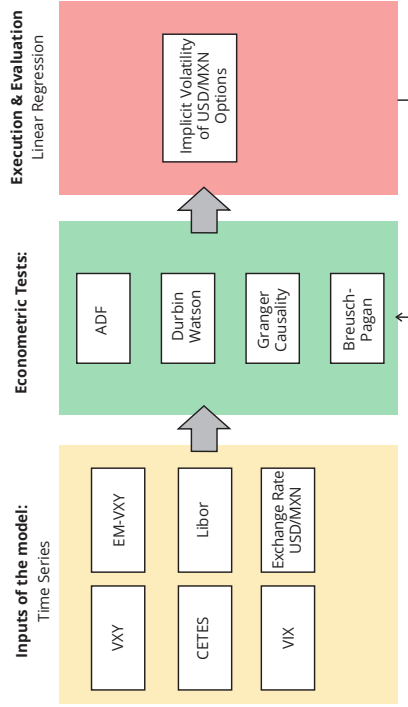 Inputs of the model:
Time Series
VXY
EM-VXY
CETES
Libor
VIX
Exchange Rate
USD/MXN
Econometric Tests:
ADF
Durbin
Watson
Granger
Causality
Breusch-
Pagan
Execution & Evaluation
Linear Regression
Implicit Volatility
of USD/MXN
Options